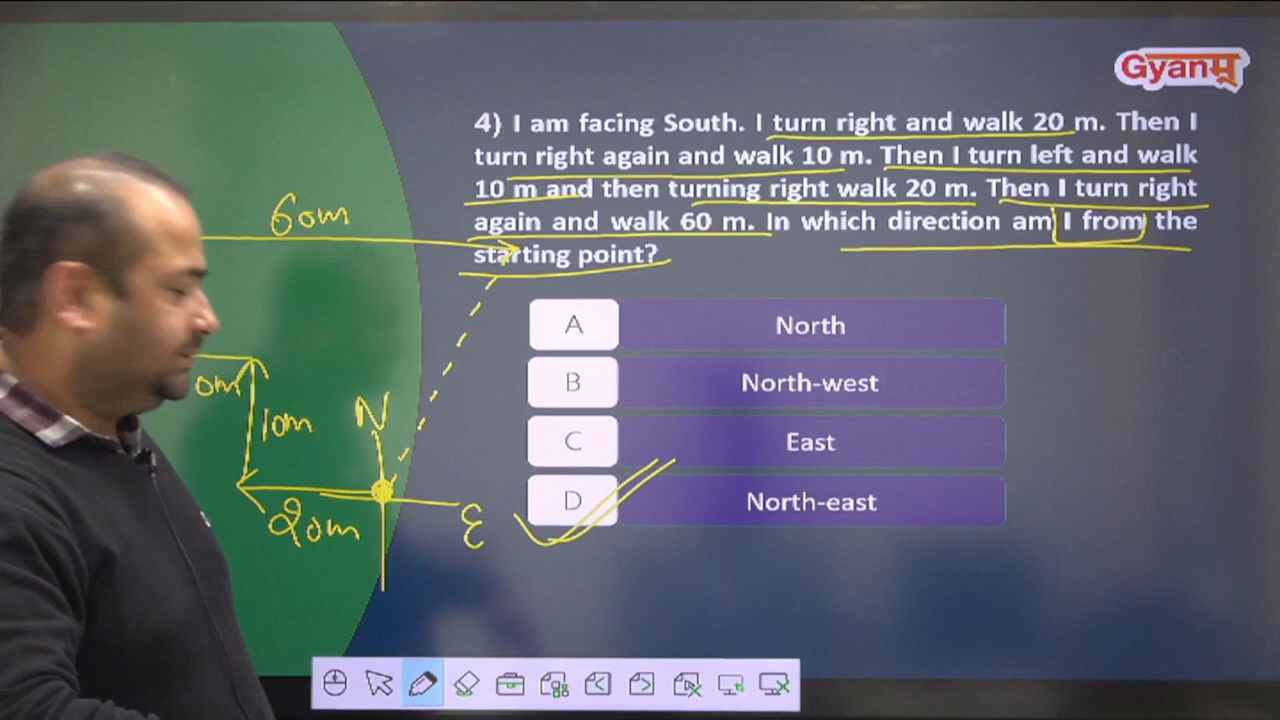 Gyanम्
4) I am facing South. I turn right and walk 20 m. Then I
turn right again and walk 10 m. Then I turn left and walk
10 m and then turning right walk 20 m. Then I turn right
again and walk 60 m. In which direction am I from the
starting point?
60m
A North
B North-west
0m
10m
N
C East
D North-east
20m
E